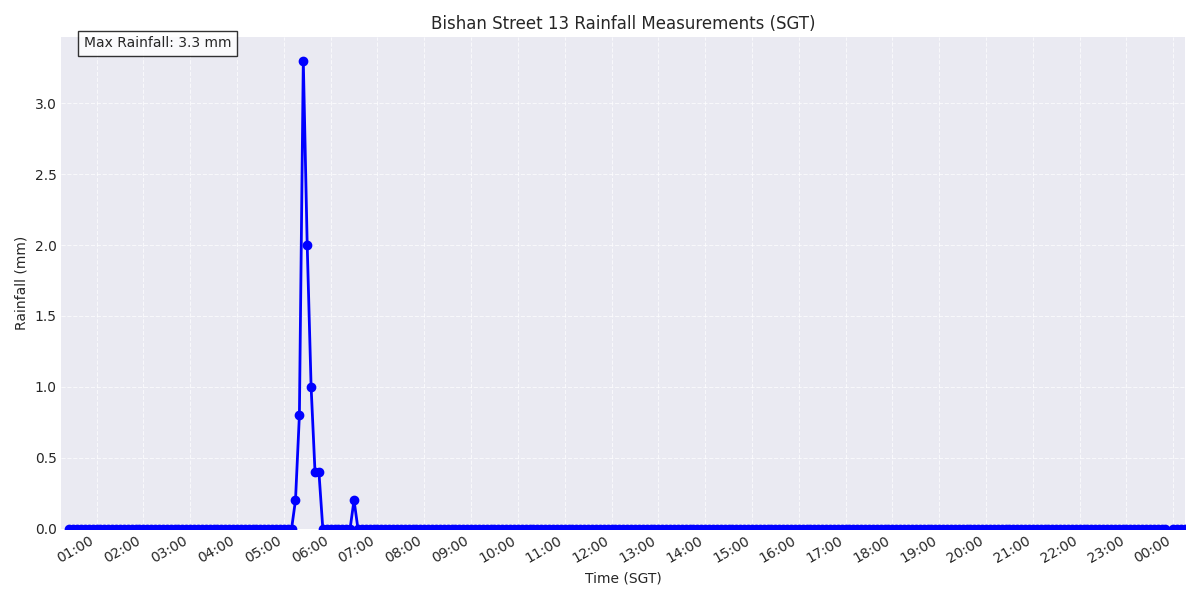 Bishan Street 13 Rainfall Measurements (SGT)
Max Rainfall: 3.3 mm
Rainfall (mm)
3.0
2.5
2.0
1.5
1.0
0.5
0.0
01:00 02:00 03:00 04:00 05:00 06:00 07:00 08:00 09:00 10:00 11:00 12:00 13:00 14:00 15:00 16:00 17:00 18:00 19:00 20:00 21:00 22:00 23:00 00:00
Time (SGT)